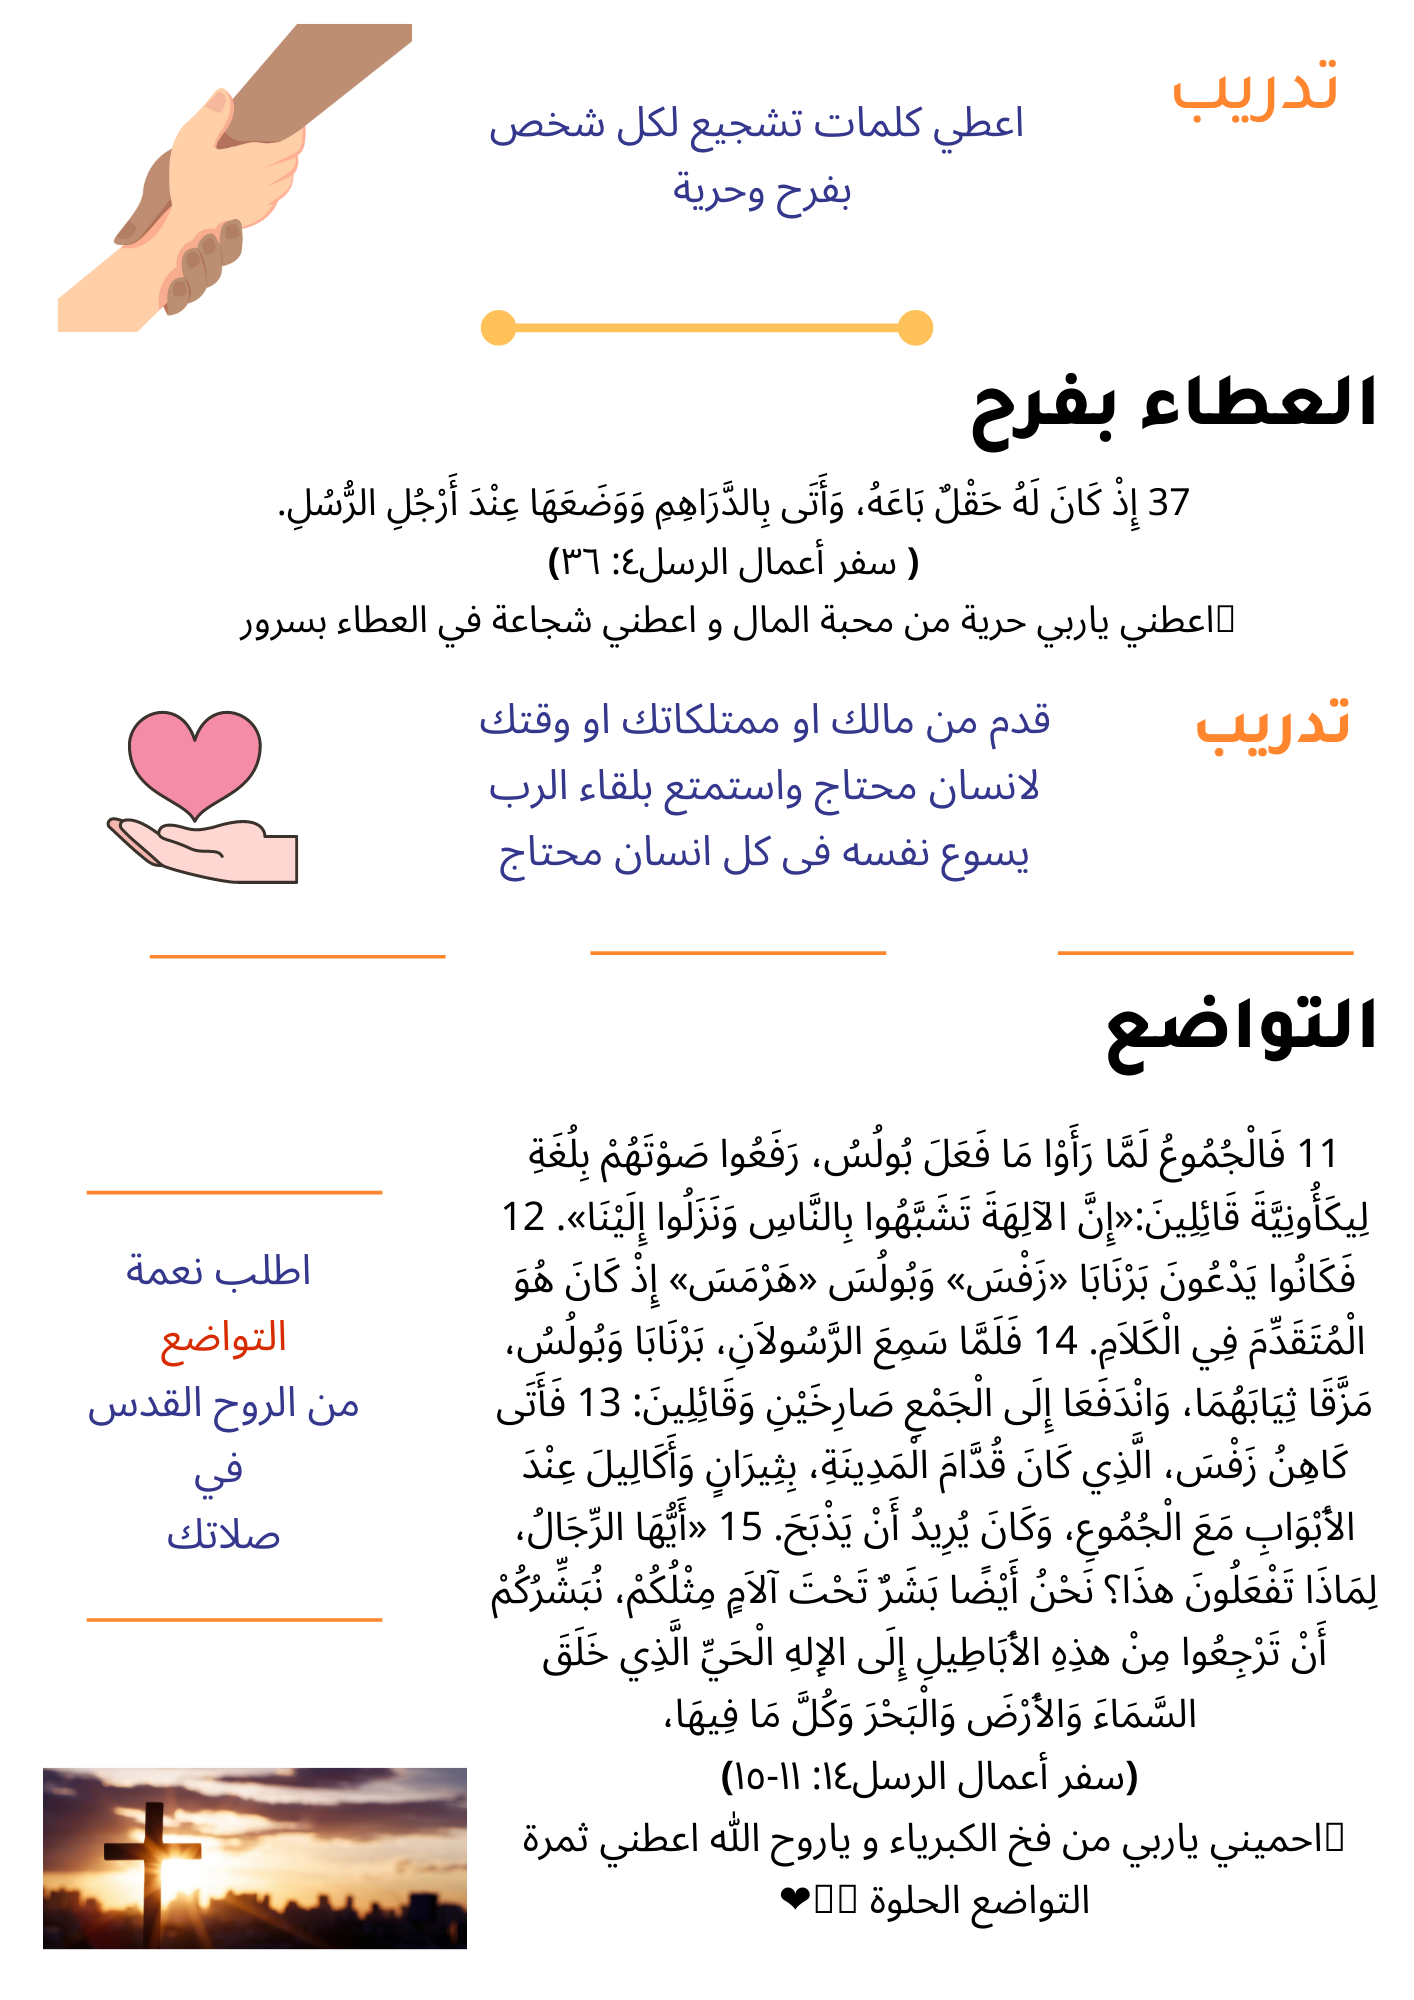 تدريب
اعطي كلمات تشجيع لكل شخص
بفرح وحرية
العطاء بفرح
37 إِذْ كَانَ لَهُ حَقْلٌ بَاعَهُ، وَأَتَى بِالدَّرَاهِمِ وَوَضَعَهَا عِنْدَ أَرْجُلِ الرُّسُلِ.
( سفر أعمال الرسل٤: ٣٦)
اعطني ياربي حرية من محبة المال و اعطني شجاعة في العطاء بسرور
تدريب
قدم من مالك او ممتلكاتك او وقتك
لانسان محتاج واستمتع بلقاء الرب
يسوع نفسه فى كل انسان محتاج
التواضع
11 فَالْجُمُوعُ لَمَّا رَأَوْا مَا فَعَلَ بُولُسُ، رَفَعُوا صَوْتَهُمْ بِلُغَةِ
لِيكَأُونِيَّةَ قَائِلِينَ:«إِنَّ الآلِهَةَ تَشَبَّهُوا بِالنَّاسِ وَنَزَلُوا إِلَيْنَا». 12
فَكَانُوا يَدْعُونَ بَرْنَابَا «زَفْسَ» وَبُولُسَ «هَرْمَسَ» إِذْ كَانَ هُوَ
الْمُتَقَدِّمَ فِي الْكَلاَمِ. 14 فَلَمَّا سَمِعَ الرَّسُولاَنِ، بَرْنَابَا وَبُولُسُ،
مَزَّقَا ثِيَابَهُمَا، وَانْدَفَعَا إِلَى الْجَمْعِ صَارِخَيْنِ وَقَائِلِينَ: 13 فَأَتَى
كَاهِنُ زَفْسَ، الَّذِي كَانَ قُدَّامَ الْمَدِينَةِ، بِثِيرَانٍ وَأَكَالِيلَ عِنْدَ
الأَبْوَابِ مَعَ الْجُمُوعِ، وَكَانَ يُرِيدُ أَنْ يَذْبَحَ. 15 «أَيُّهَا الرِّجَالُ،
لِمَاذَا تَفْعَلُونَ هذَا؟ نَحْنُ أَيْضًا بَشَرٌ تَحْتَ آلاَمٍ مِثْلُكُمْ، نُبَشِّرُكُمْ
أَنْ تَرْجِعُوا مِنْ هذِهِ الأَبَاطِيلِ إِلَى الإِلهِ الْحَيِّ الَّذِي خَلَقَ
السَّمَاءَ وَالأَرْضَ وَالْبَحْرَ وَكُلَّ مَا فِيهَا،
(سفر أعمال الرسل١٤: ١١-١٥)
احميني ياربي من فخ الكبرياء و ياروح الله اعطني ثمرة
التواضع الحلوة ❤
اطلب نعمة
التواضع
من الروح القدس
في
صلاتك